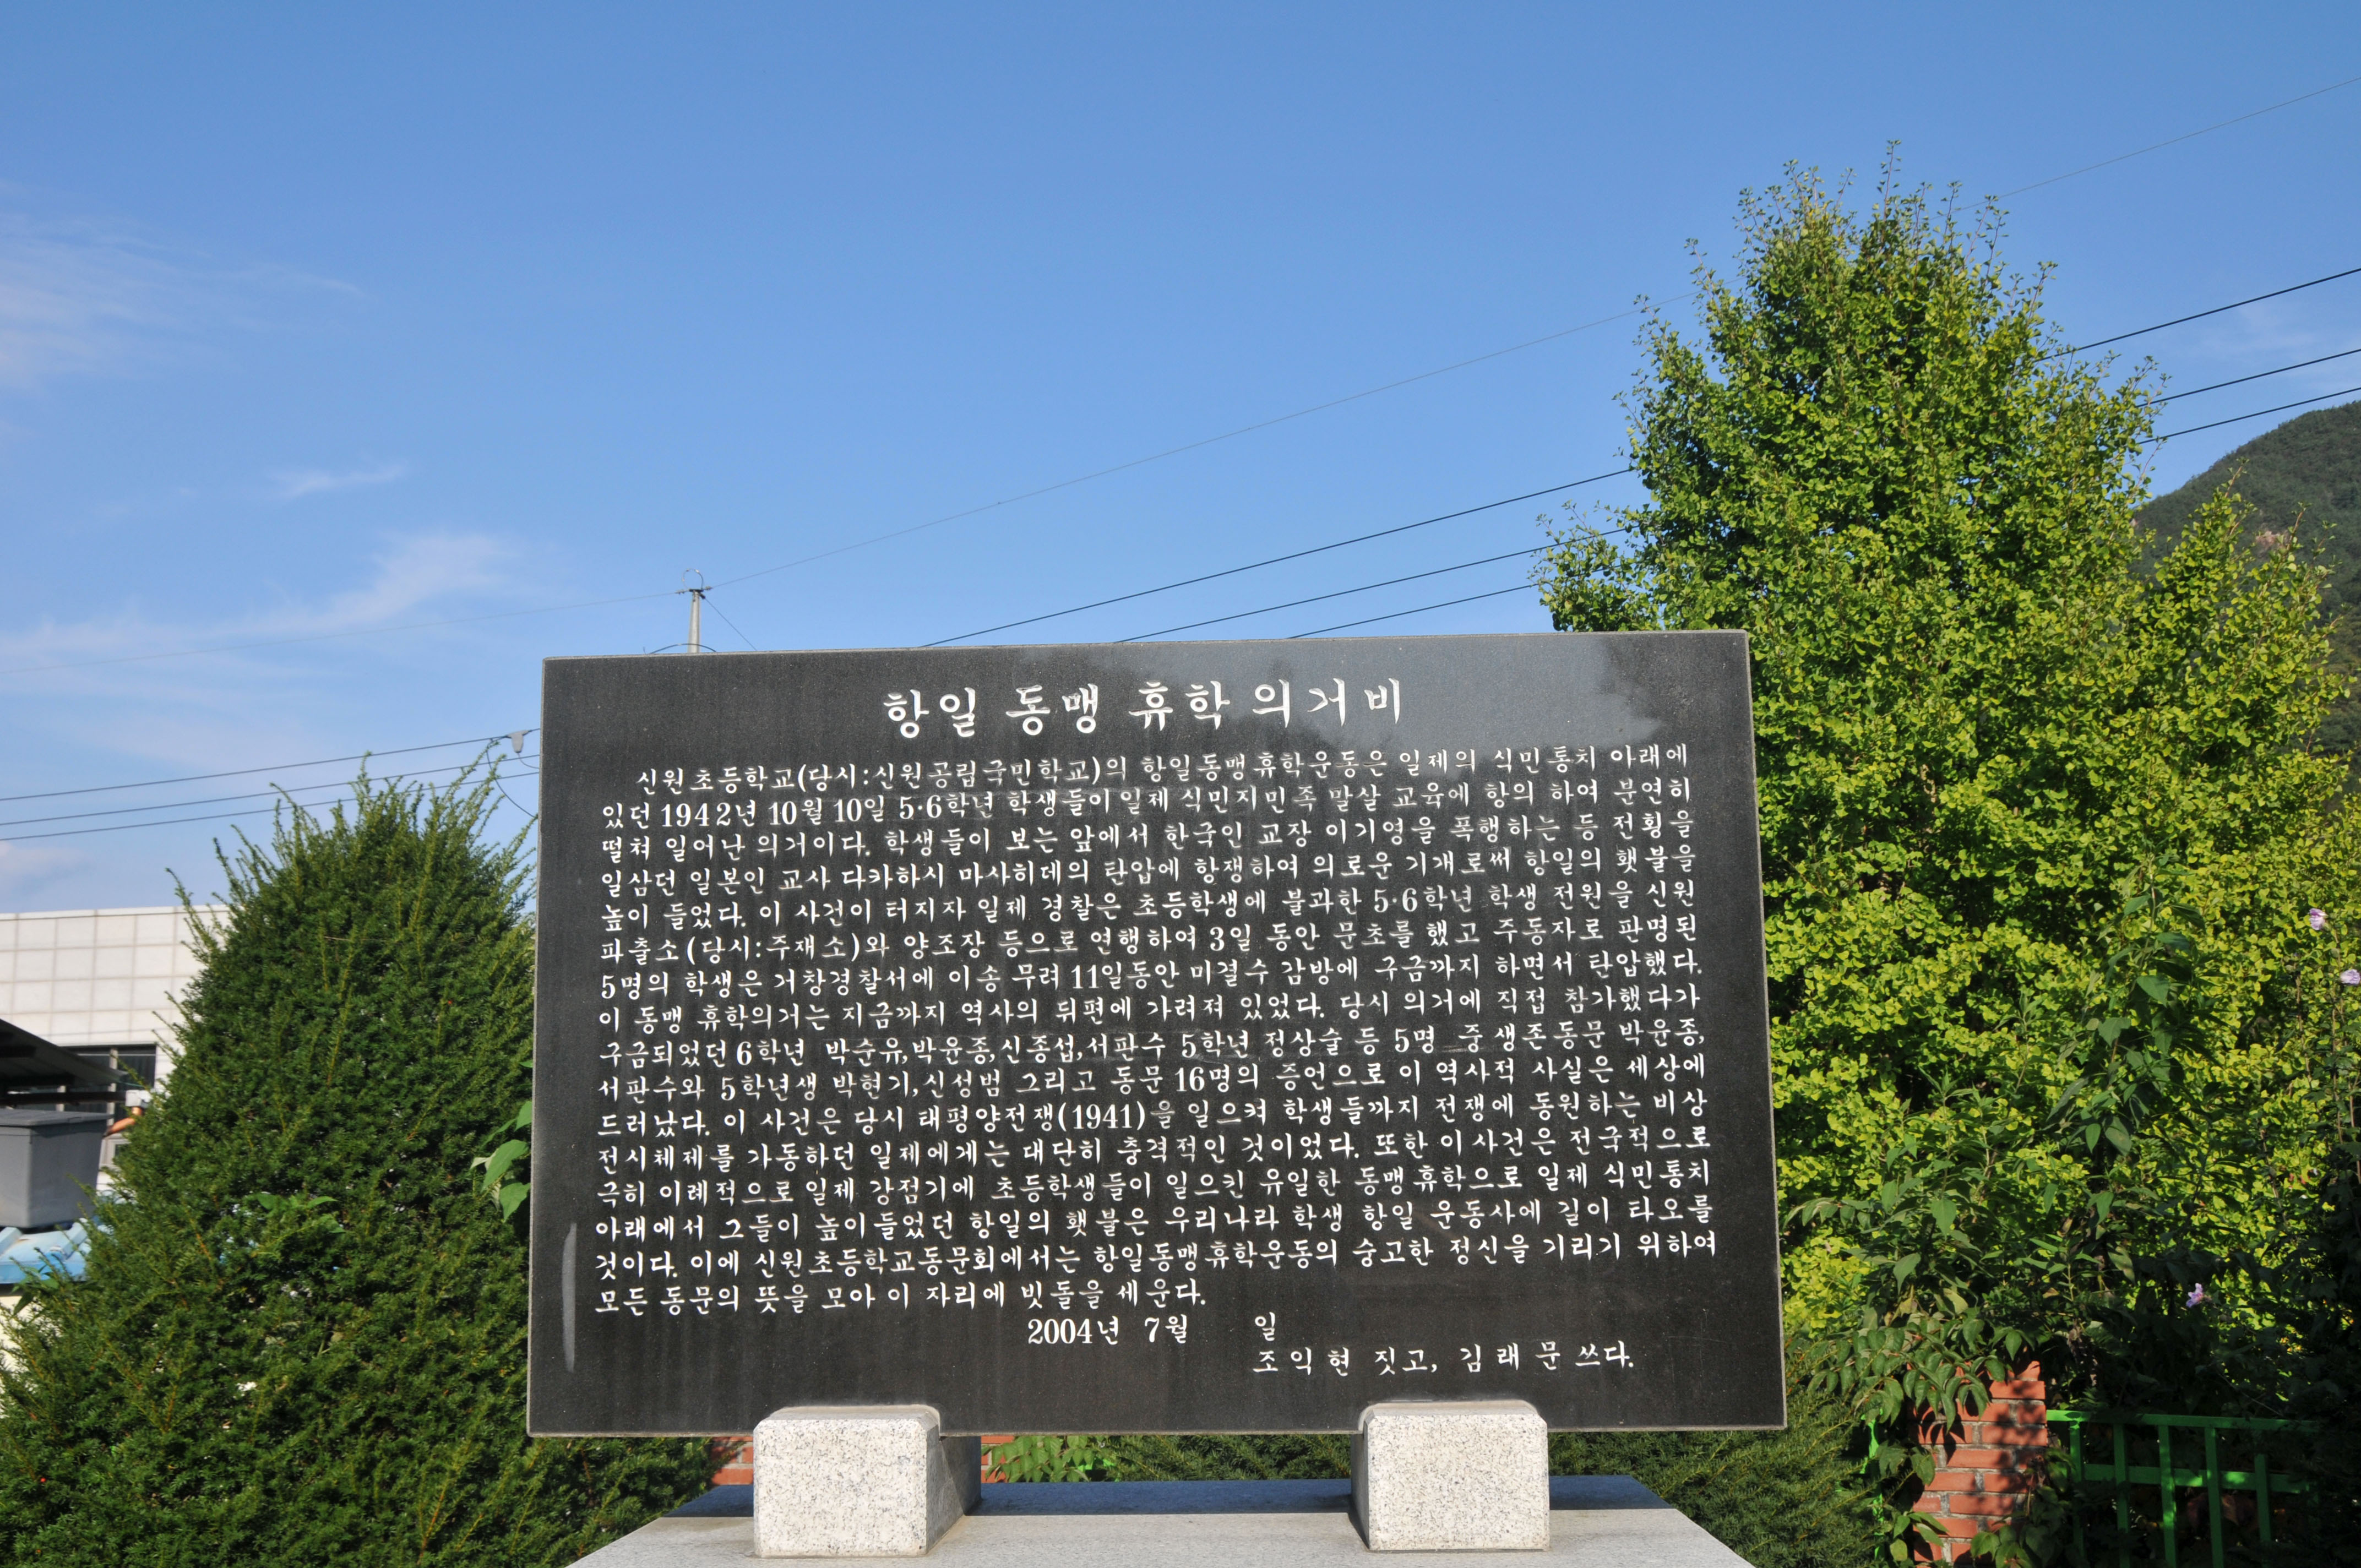 항일 동맹 휴학 의거비
신원초등학교(당시:신원공립국민학교)의 항일동맹휴학운동은 일제의 식민통치 아래에
있던 1942년 10월 10일 5·6학년 학생들이 일제 식민지민족 말살 교육에 항의 하여 분연히
떨쳐 일어난 의거이다. 학생들이 보는 앞에서 한국인 교장 이기영을 폭행하는 등 전횡을
일삼던 일본인 교사 다카하시 마사히데의 탄압에 항쟁하여 의로운 기개로써 항일의 횃불을
높이 들었다. 이 사건이 터지자 일제 경찰은 초등학생에 불과한 5·6학년 학생 전원을 신원
파출소(당시:주재소)와 양조장 등으로 연행하여 3일 동안 문초를 했고 주동자로 판명된
5명의 학생은 거창경찰서에 이송 무려 11일동안 미결수 감방에 구금까지 하면서 탄압했다.
이 동맹 휴학의거는 지금까지 역사의 뒤편에 가려져 있었다. 당시 의거에 직접 참가했다가
구금되었던 6학년 박순유,박윤종,신종섭,서판수 5학년 정상술 등 5명 중 생존동문 박윤종,
서판수와 5학년생 박현기,신성범 그리고 동문 16명의 증언으로 이 역사적 사실은 세상에
드러났다. 이 사건은 당시 태평양전쟁(1941)을 일으켜 학생들까지 전쟁에 동원하는 비상
전시체제를 가동하던 일제에게는 대단히 충격적인 것이었다. 또한 이 사건은 전국적으로
극히 이례적으로 일제 강점기에 초등학생들이 일으킨 유일한 동맹휴학으로 일제 식민통치
아래에서 그들이 높이들었던 항일의 횃불은 우리나라 학생 항일 운동사에 길이 타오를
것이다. 이에 신원초등학교동문회에서는 항일동맹휴학운동의 숭고한 정신을 기리기 위하여
모든 동문의 뜻을 모아 이 자리에 빗돌을 세운다.
2004년 7월 일
조익현 짓고, 김래문 쓰다.